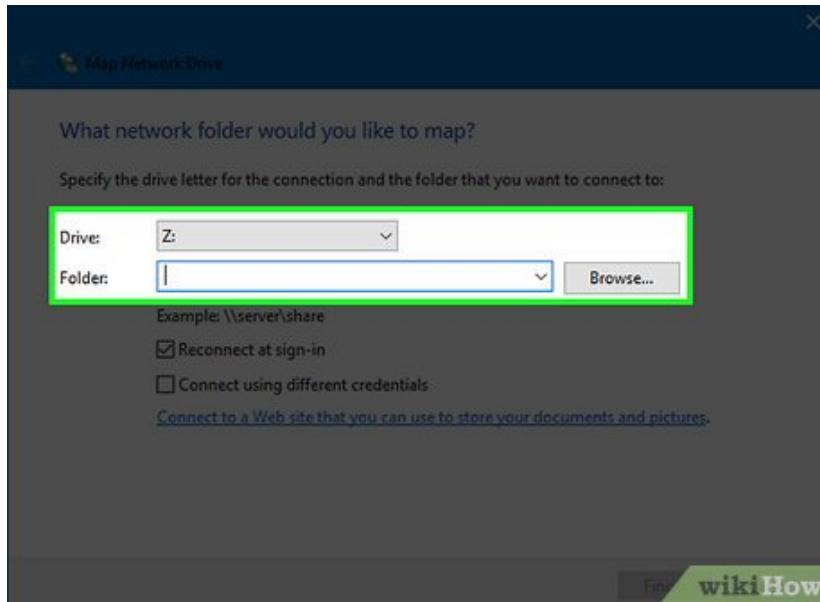 Map Network Drive
What network folder would you like to map?
Specify the drive letter for the connection and the folder that you want to connect to:
Drive: Z:
Folder: Browse...
Example: \\server\share
Reconnect at sign-in
Connect using different credentials
Connect to a Web site that you can use to store your documents and pictures.
wikiHow